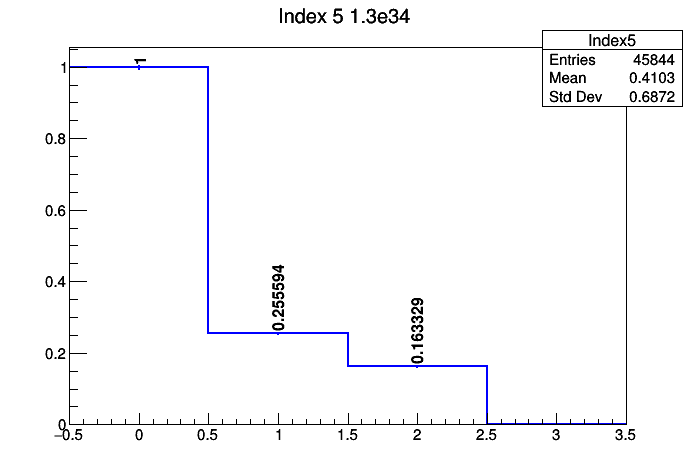 Index 5 1.3e34
Index5
Entries 45844
Mean 0.4103
Std Dev 0.6872
1
0.8
0.6
0.4
0.2
0
1
0.255594
0.163329
−0.5 0 0.5 1 1.5 2 2.5 3 3.5